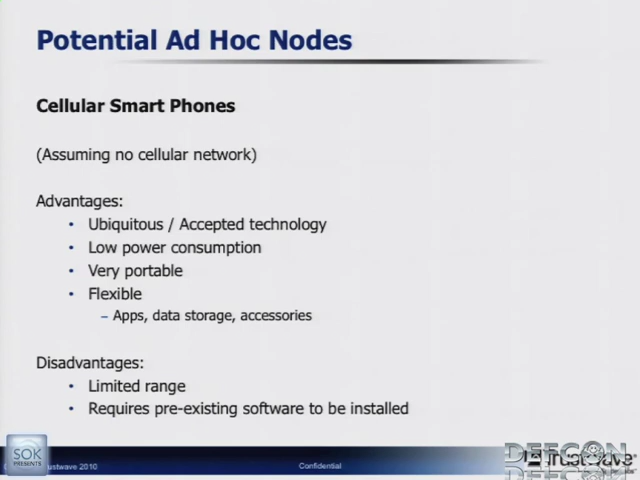 Potential Ad Hoc Nodes
Cellular Smart Phones
(Assuming no cellular network)
Advantages:
• Ubiquitous / Accepted technology
• Low power consumption
• Very portable
• Flexible
– Apps, data storage, accessories
Disadvantages:
• Limited range
• Requires pre-existing software to be installed
SOK
PRESENTS
2010
Confidential
DEFCON
Trustwave